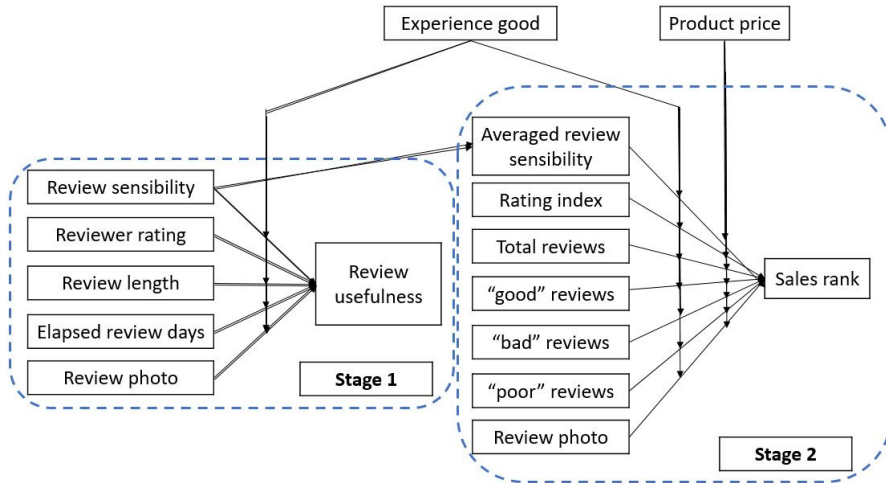 Experience good
Product price
Review sensibility
Reviewer rating
Review length
Elapsed review days
Review photo
Review
usefulness
Stage 1
Averaged review
sensibility
Rating index
Total reviews
“good” reviews
“bad” reviews
“poor” reviews
Review photo
Sales rank
Stage 2